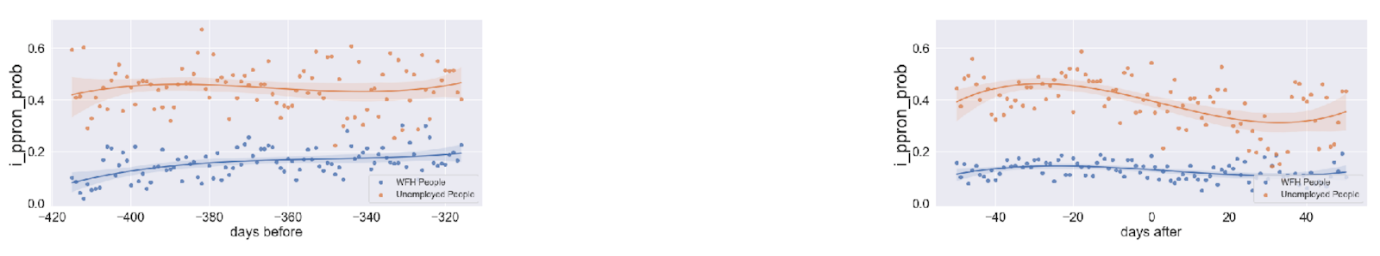 i_ppron_prob
0.6
0.4
0.2
0.0
−420 −400 −380 −360 −340 −320
days before
WFH People
Unemployed People
i_ppron_prob
0.6
0.4
0.2
0.0
−40 −20 0 20 40
days after
WFH People
Unemployed People